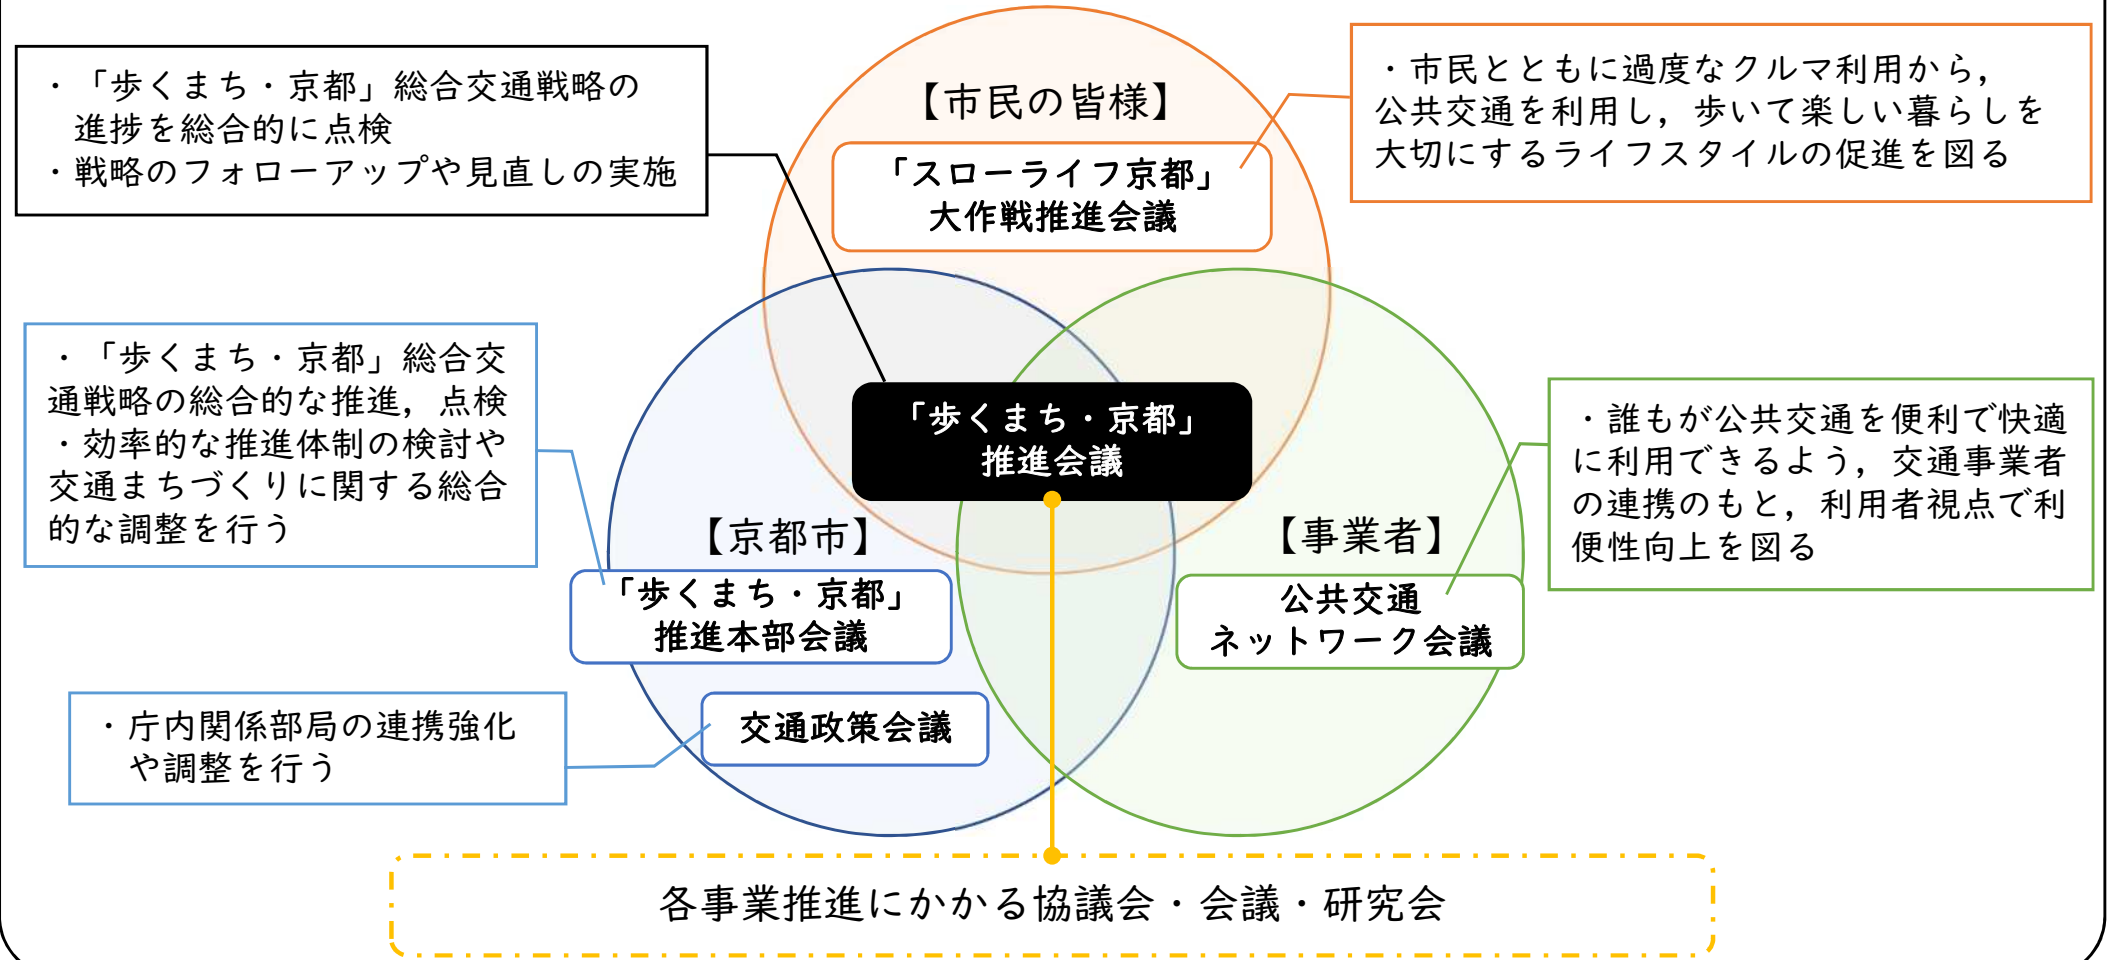 ・「歩くまち・京都」総合交通戦略の
進捗を総合的に点検
・戦略のフォローアップや見直しの実施
【市民の皆様】
「スローライフ京都」
大作戦推進会議
・市民とともに過度なクルマ利用から，
公共交通を利用し，歩いて楽しい暮らしを
大切にするライフスタイルの促進を図る
・「歩くまち・京都」総合交
通戦略の総合的な推進，点検
・効率的な推進体制の検討や
交通まちづくりに関する総合
的な調整を行う
「歩くまち・京都」
推進会議
・誰もが公共交通を便利で快適
に利用できるよう，交通事業者
の連携のもと，利用者視点で利
便性向上を図る
【京都市】
「歩くまち・京都」
推進本部会議
【事業者】
公共交通
ネットワーク会議
・庁内関係部局の連携強化
や調整を行う
交通政策会議
各事業推進にかかる協議会・会議・研究会